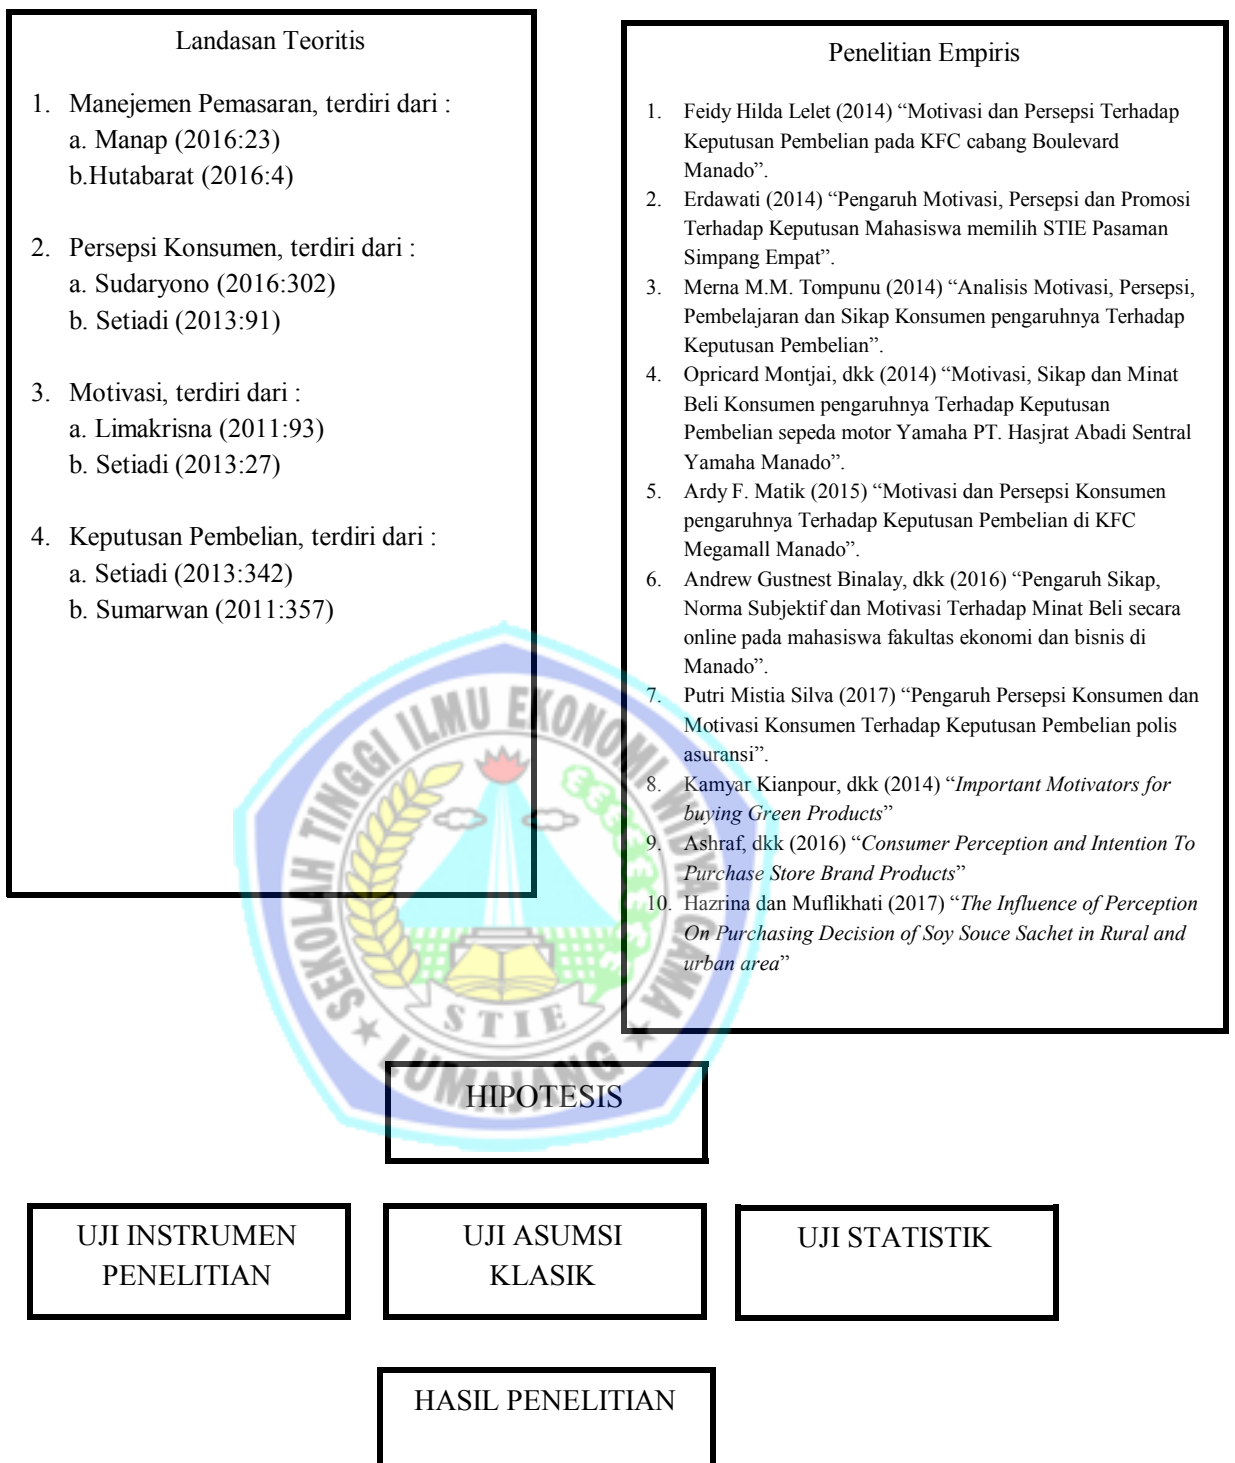 Landasan Teoritis
1. Manejemen Pemasaran, terdiri dari :
a. Manap (2016:23)
b.Hutabarat (2016:4)
2. Persepsi Konsumen, terdiri dari :
a. Sudaryono (2016:302)
b. Setiadi (2013:91)
3. Motivasi, terdiri dari :
a. Limakrisna (2011:93)
b. Setiadi (2013:27)
4. Keputusan Pembelian, terdiri dari :
a. Setiadi (2013:342)
b. Sumarwan (2011:357)
Penelitian Empiris
1. Feidy Hilda Lelet (2014) “Motivasi dan Persepsi Terhadap
Keputusan Pembelian pada KFC cabang Boulevard
Manado”.
2. Erdawati (2014) “Pengaruh Motivasi, Persepsi dan Promosi
Terhadap Keputusan Mahasiswa memilih STIE Pasaman
Simpang Empat”.
3. Merna M.M. Tompunu (2014) “Analisis Motivasi, Persepsi,
Pembelajaran dan Sikap Konsumen pengaruhnya Terhadap
Keputusan Pembelian”.
4. Opricard Montjai, dkk (2014) “Motivasi, Sikap dan Minat
Beli Konsumen pengaruhnya Terhadap Keputusan
Pembelian sepeda motor Yamaha PT. Hasjrat Abadi Sentral
Yamaha Manado”.
5. Ardy F. Matik (2015) “Motivasi dan Persepsi Konsumen
pengaruhnya Terhadap Keputusan Pembelian di KFC
Megamall Manado”.
6. Andrew Gustnest Binalay, dkk (2016) “Pengaruh Sikap,
Norma Subjektif dan Motivasi Terhadap Minat Beli secara
online pada mahasiswa fakultas ekonomi dan bisnis di
Manado”.
7. Putri Mistia Silva (2017) “Pengaruh Persepsi Konsumen dan
Motivasi Konsumen Terhadap Keputusan Pembelian polis
asuransi”.
8. Kamyar Kianpour, dkk (2014) “Important Motivators for
buying Green Products”
9. Ashraf, dkk (2016) “Consumer Perception and Intention To
Purchase Store Brand Products”
10. Hazrina dan Muflikhati (2017) “The Influence of Perception
On Purchasing Decision of Soy Souce Sachet in Rural and
urban area”
SEKOLAH TINGGI ILMU EKONOMI WIDYA GAMA
STIE
LUMAJANG
HIPOTESIS
UJI INSTRUMEN
PENELITIAN
UJI ASUMSI
KLASIK
UJI STATISTIK
HASIL PENELITIAN